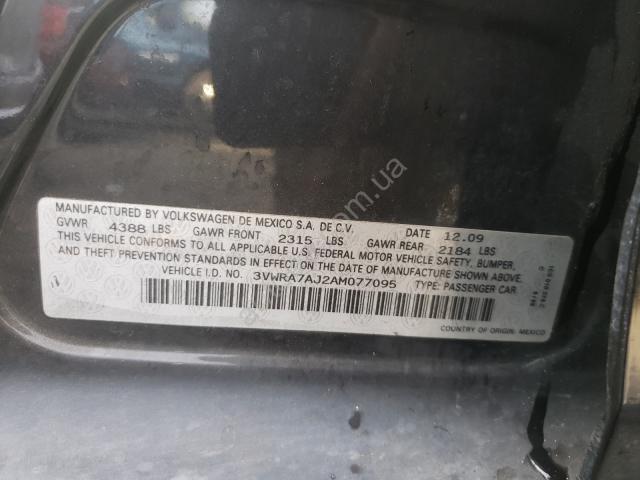 MANUFACTURED BY VOLKSWAGEN DE MEXICO S.A. DE C.V. DATE 12.09
GVWR 4388 LBS GAWR FRONT 2315 LBS GAWR REAR 2184 LBS
THIS VEHICLE CONFORMS TO ALL APPLICABLE U.S. FEDERAL MOTOR VEHICLE SAFETY, BUMPER,
AND THEFT PREVENTION STANDARDS IN EFFECT ON THE DATE OF MANUFACTURE SHOWN ABOVE.
VEHICLE I.D. NO. 3VWRA7AJ2AM077095 TYPE: PASSENGER CAR
COUNTRY OF ORIGIN: MEXICO